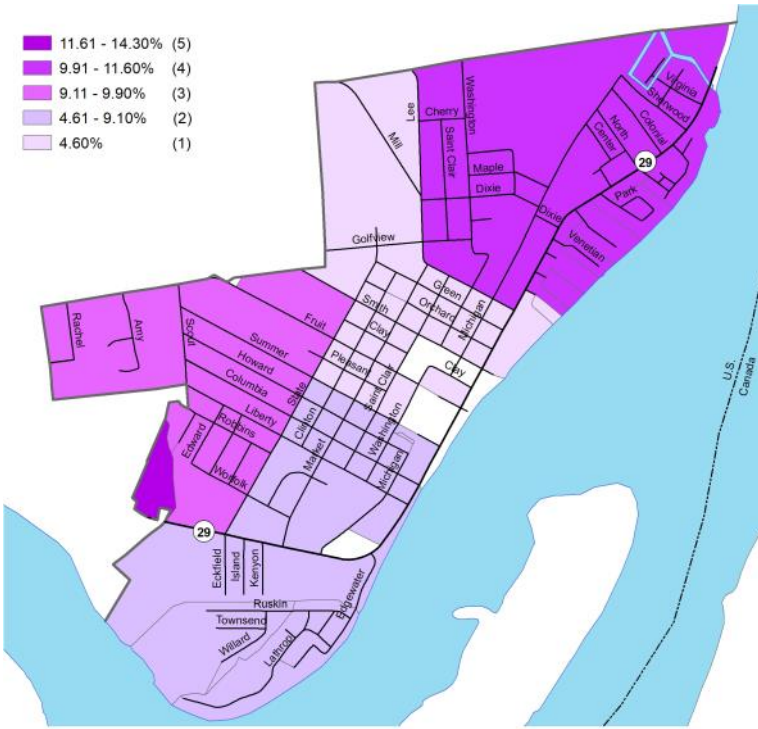 11.61 - 14.30% (5)
9.91 - 11.60% (4)
9.11 - 9.90% (3)
4.61 - 9.10% (2)
4.60% (1)
Virginia
Sherwood
Colonial
North
Center
29
Park
Venetian
Washington
Lee
Cherry
Saint Clair
Mill
Maple
Dixie
Dixie
Golfview
Green
Orchard
Michigan
Smith
Clay
Clay
Pleasant
Saint Clair
Fruit
Summer
Howard
Columbia
Liberty
State
Clinton
Washington
Market
Michigan
Rachel
Amy
Scout
Edward
Robbins
Worfolk
29
Eckfield
Island
Kenyon
Ruskin
Townsend
Willard
Lathrop
Edgewater
U.S.
Canada